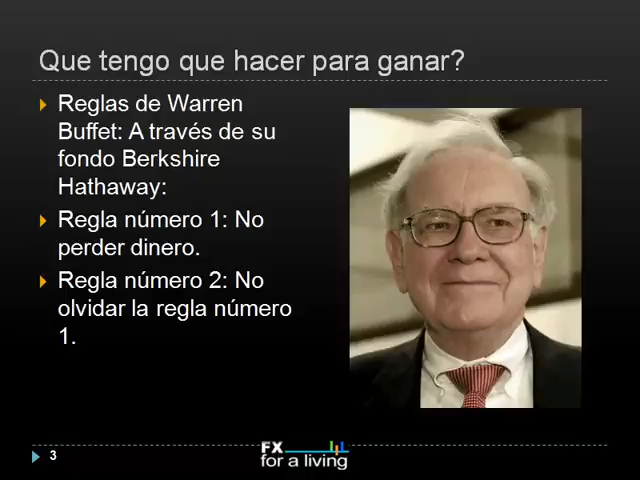 Que tengo que hacer para ganar?
Reglas de Warren
Buffet: A través de su
fondo Berkshire
Hathaway:
Regla número 1: No
perder dinero.
Regla número 2: No
olvidar la regla número
1.
3
FX
for a living